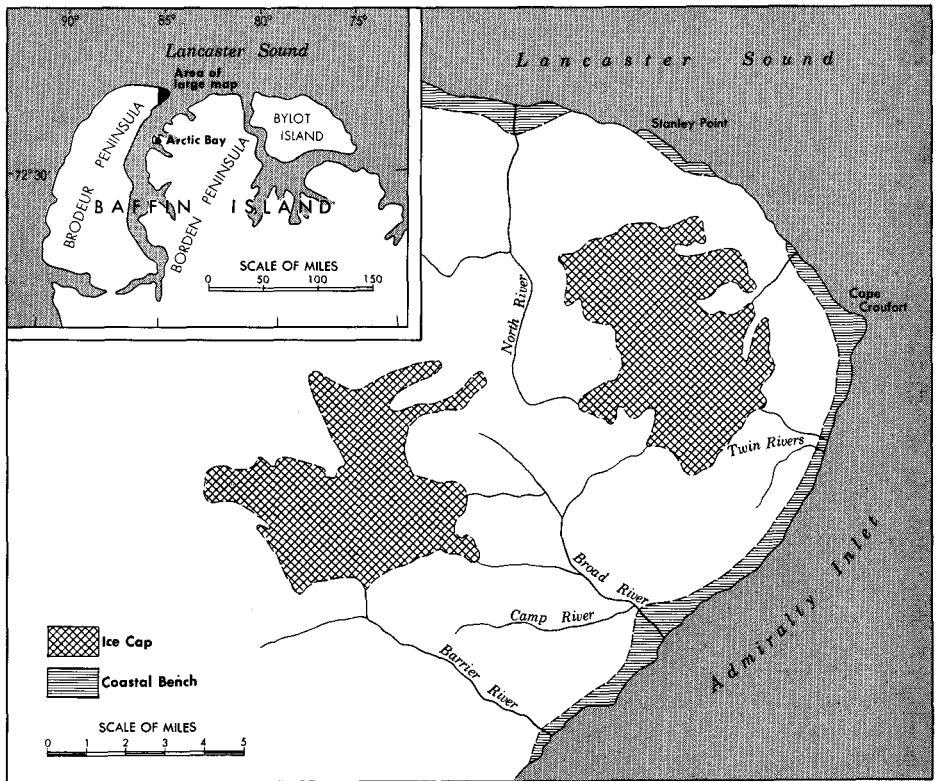 90°
85°
80°
75°
Lancaster Sound
Area of
large map
BYLOT
ISLAND
Arctic Bay
72°30'
BRODEUR PENINSULA
BORDEN PENINSULA
BAFFIN ISLAND
SCALE OF MILES
0 50 100 150
Lancaster Sound
Stanley Point
Cape
Craufort
North River
Twin Rivers
Broad River
Camp River
Barrier River
Admiralty Inlet
Ice Cap
Coastal Bench
SCALE OF MILES
0 1 2 3 4 5